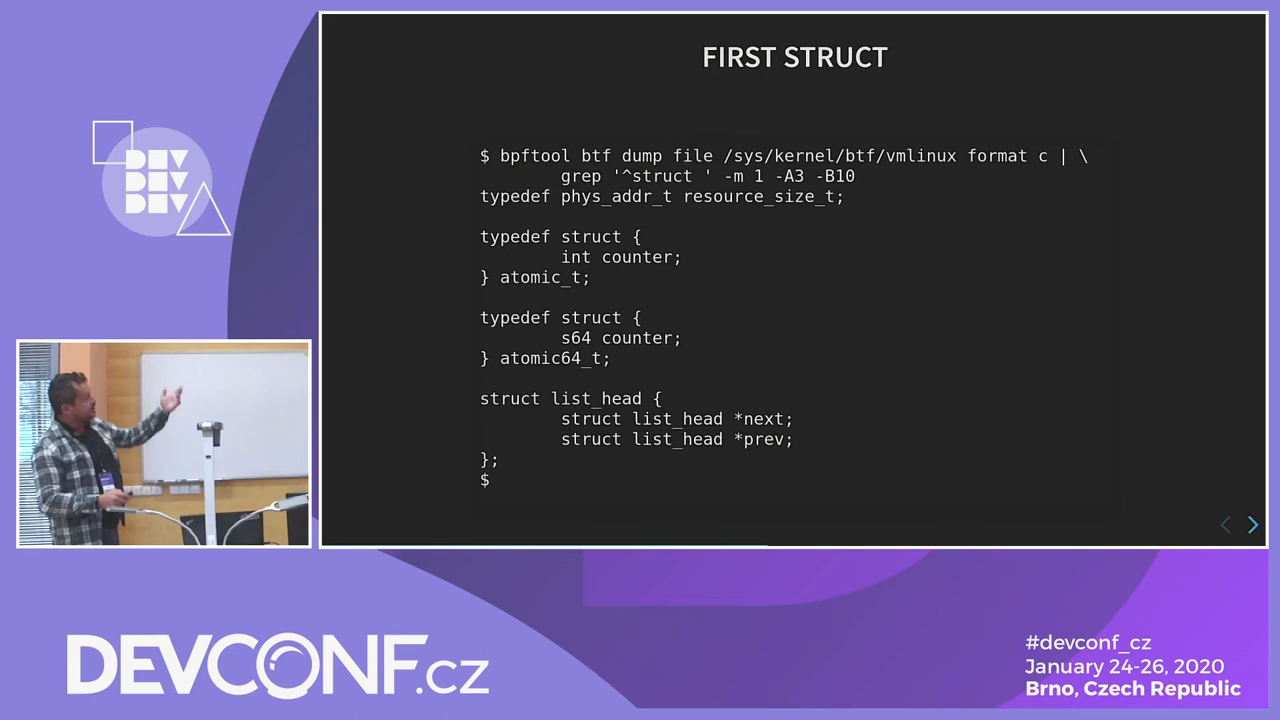 FIRST STRUCT
$ bpftool btf dump file /sys/kernel/btf/vmlinux format c | \
        grep '^struct ' -m 1 -A3 -B10
typedef phys_addr_t resource_size_t;
typedef struct {
        int counter;
} atomic_t;
typedef struct {
        s64 counter;
} atomic64_t;
struct list_head {
        struct list_head *next;
        struct list_head *prev;
};
$
DEV
DEV
DEVCONF.cz
#devconf_cz
January 24-26, 2020
Brno, Czech Republic